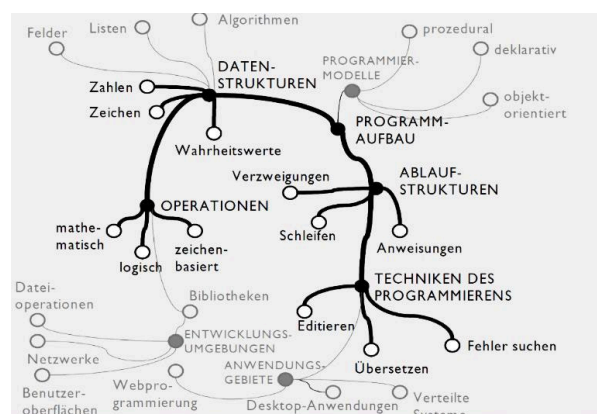 Algorithmen
Listen
Felder
DATEN-
STRUKTUREN
Zahlen
Zeichen
Wahrheitswerte
PROGRAMMIER-
MODELLE
prozedural
deklarativ
objekt-
orientiert
PROGRAMM-
AUFBAU
ABLAUF-
STRUKTUREN
Verzweigungen
Schleifen
Anweisungen
OPERATIONEN
mathe-
matisch
logisch
zeichen-
basiert
TECHNIKEN DES
PROGRAMMIERENS
Editieren
Übersetzen
Fehler suchen
Bibliotheken
Datei-
operationen
Netzwerke
Benutzer-
oberflächen
ENTWICKLUNGS-
UMGEBUNGEN
Webpro-
grammierung
ANWENDUNGS-
GEBIETE
Desktop-Anwendungen
Verteilte
Systeme